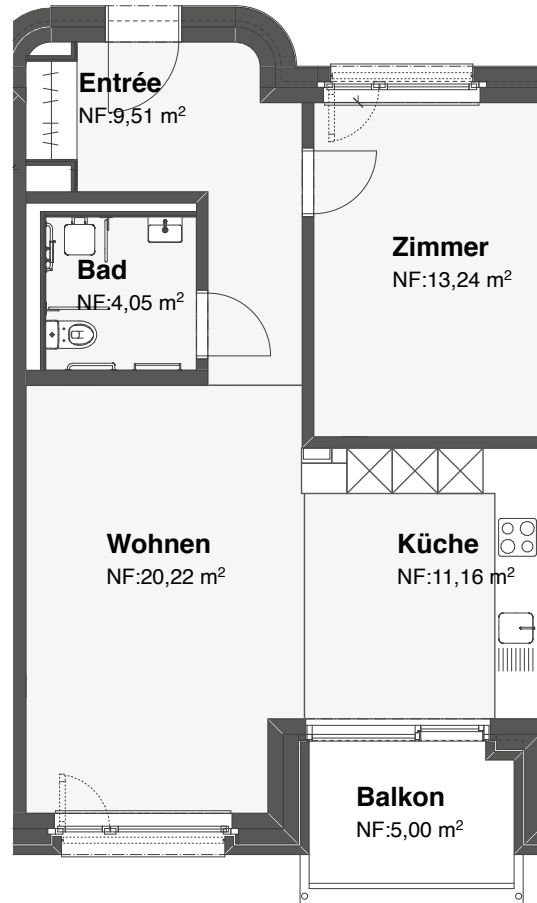 Entrée
NF:9,51 m²
Zimmer
NF:13,24 m²
Bad
NF:4,05 m²
Wohnen
NF:20,22 m²
Küche
NF:11,16 m²
Balkon
NF:5,00 m²